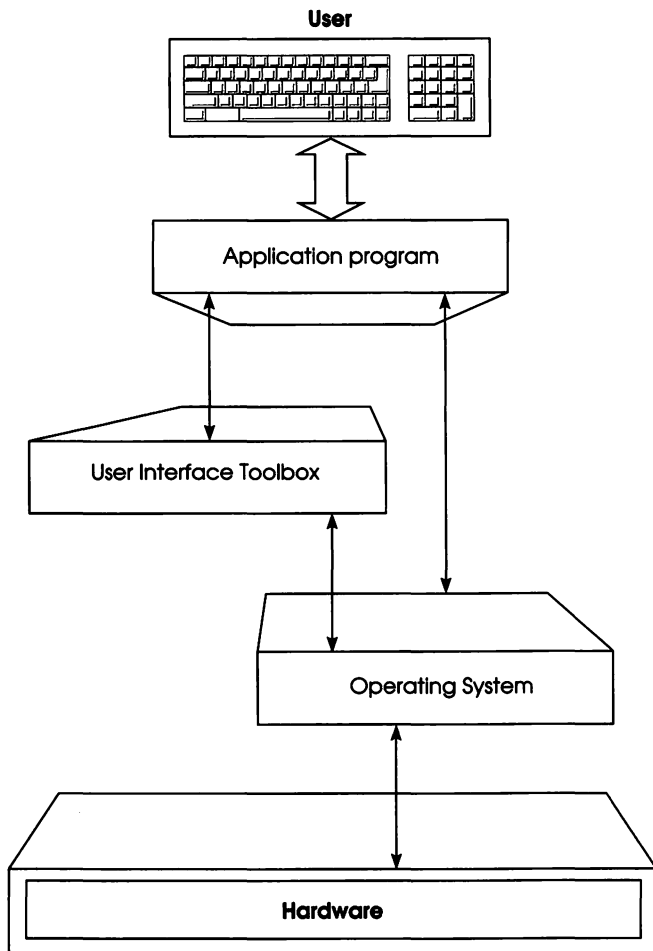 User
Application program
User Interface Toolbox
Operating System
Hardware